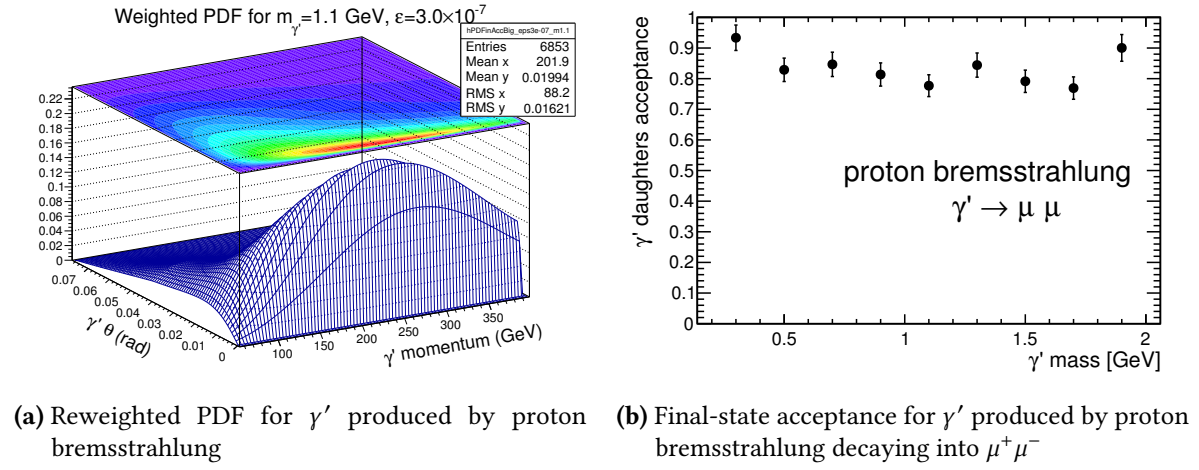 Weighted PDF for mγ'=1.1 GeV, ε=3.0×10⁻⁷
hPDFinAccBig_eps3e-07_m1.1
Entries 6853
Mean x 201.9
Mean y 0.01994
RMS x 88.2
RMS y 0.01621
0.22
0.2
0.18
0.16
0.14
0.12
0.1
0.08
0.06
0.04
0.02
0
0.07
0.06
0.05
0.04
0.03
0.02
0.01
0
γ' θ (rad)
100
150
200
250
300
350
γ' momentum (GeV)
1
0.9
0.8
0.7
0.6
0.5
0.4
0.3
0.2
0.1
0
γ' daughters acceptance
proton bremsstrahlung
γ' → μ μ
0.5
1
1.5
2
γ' mass [GeV]
(a) Reweighted PDF for γ′ produced by proton
bremsstrahlung
(b) Final-state acceptance for γ′ produced by proton
bremsstrahlung decaying into μ⁺μ⁻